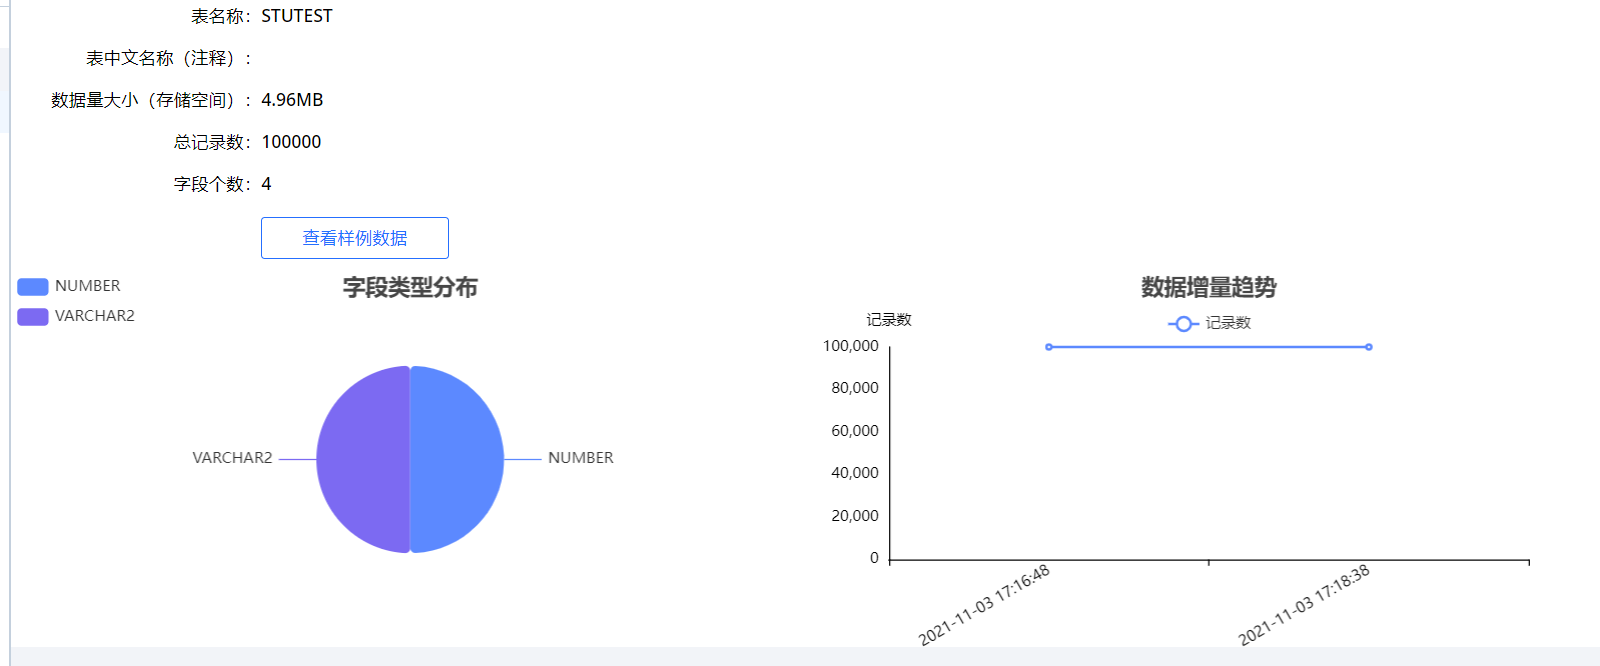 表名称：STUTEST
表中文名称（注释）：
数据量大小（存储空间）：4.96MB
总记录数：100000
字段个数：4
查看样例数据
NUMBER
VARCHAR2
字段类型分布
VARCHAR2
NUMBER
数据增量趋势
记录数
记录数
100,000
80,000
60,000
40,000
20,000
0
2021-11-03 17:16:48
2021-11-03 17:18:38